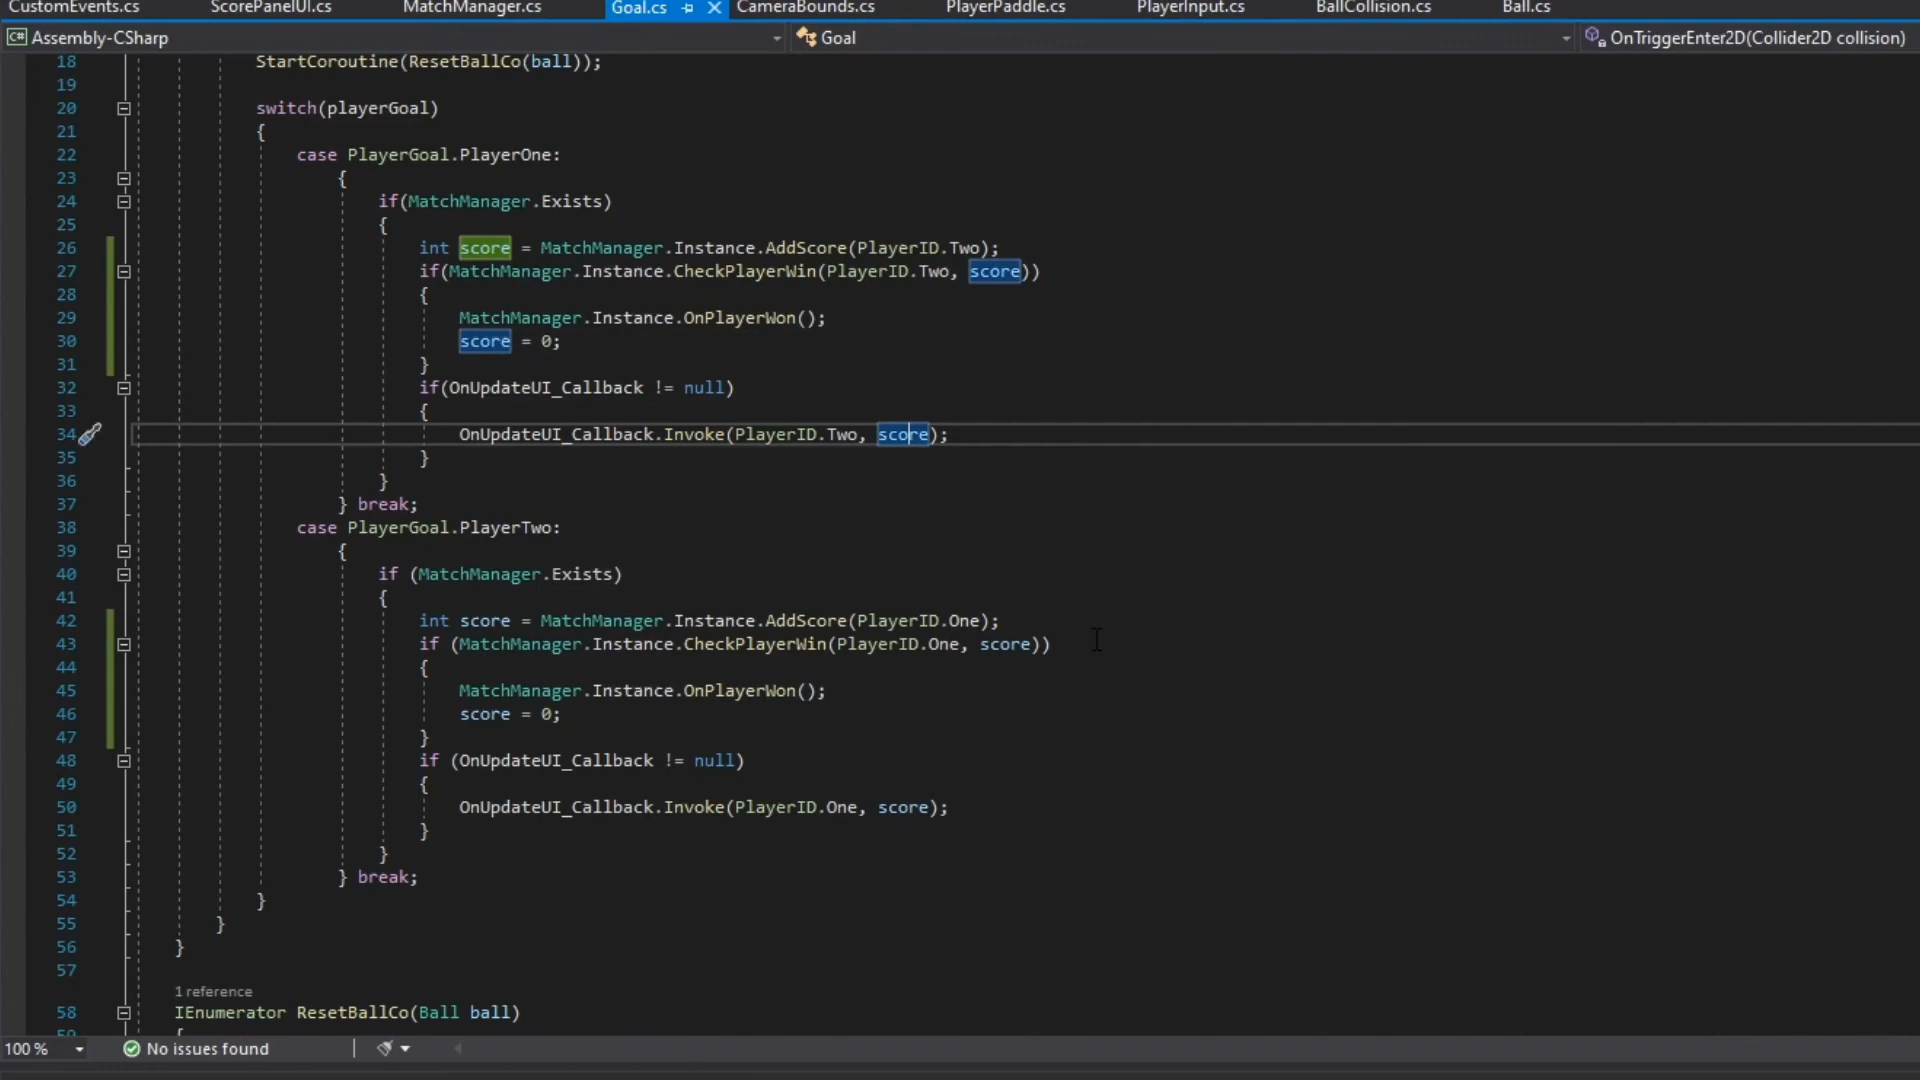 CustomEvents.cs ScorePanelUI.cs MatchManager.cs Goal.cs CameraBounds.cs PlayerPaddle.cs PlayerInput.cs BallCollision.cs Ball.cs
C# Assembly-CSharp Goal OnTriggerEnter2D(Collider2D collision)
18 StartCoroutine(ResetBallCo(ball));
19
20 switch(playerGoal)
21 {
22 case PlayerGoal.PlayerOne:
23 {
24 if(MatchManager.Exists)
25 {
26 int score = MatchManager.Instance.AddScore(PlayerID.Two);
27 if(MatchManager.Instance.CheckPlayerWin(PlayerID.Two, score))
28 {
29 MatchManager.Instance.OnPlayerWon();
30 score = 0;
31 }
32 if(OnUpdateUI_Callback != null)
33 {
34 OnUpdateUI_Callback.Invoke(PlayerID.Two, score);
35 }
36 }
37 } break;
38 case PlayerGoal.PlayerTwo:
39 {
40 if (MatchManager.Exists)
41 {
42 int score = MatchManager.Instance.AddScore(PlayerID.One);
43 if (MatchManager.Instance.CheckPlayerWin(PlayerID.One, score))
44 {
45 MatchManager.Instance.OnPlayerWon();
46 score = 0;
47 }
48 if (OnUpdateUI_Callback != null)
49 {
50 OnUpdateUI_Callback.Invoke(PlayerID.One, score);
51 }
52 }
53 } break;
54 }
55 }
56 }
57
1 reference
58 IEnumerator ResetBallCo(Ball ball)
59 {
100 % No issues found